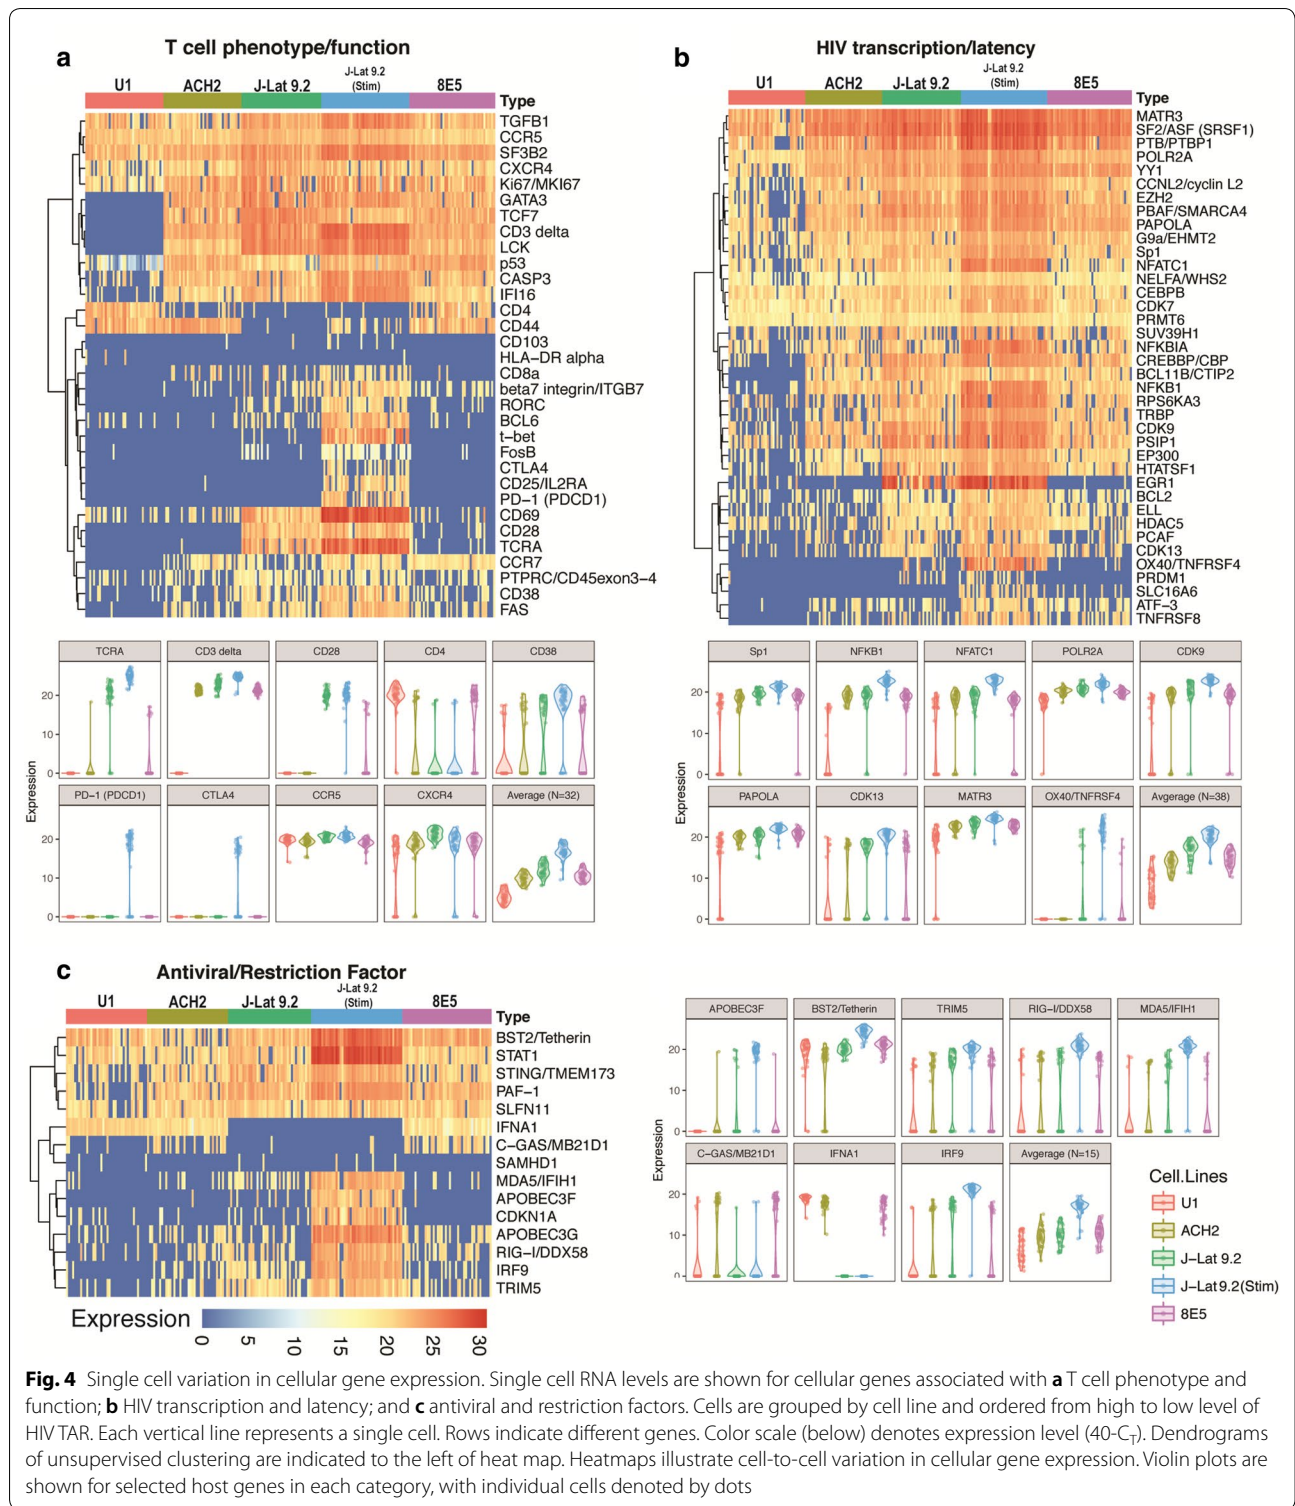 a
T cell phenotype/function
U1
ACH2
J-Lat 9.2
J-Lat 9.2
(Stim)
8E5
Type
TGFB1
CCR5
SF3B2
CXCR4
Ki67/MKI67
GATA3
TCF7
CD3 delta
LCK
p53
CASP3
IFI16
CD4
CD44
CD103
HLA−DR alpha
CD8a
beta7 integrin/ITGB7
RORC
BCL6
t−bet
FosB
CTLA4
CD25/IL2RA
PD−1 (PDCD1)
CD69
CD28
TCRA
CCR7
PTPRC/CD45exon3−4
CD38
FAS
TCRA
CD3 delta
CD28
CD4
CD38
20
10
0
Expression
PD−1 (PDCD1)
CTLA4
CCR5
CXCR4
Average (N=32)
20
10
0
b
HIV transcription/latency
U1
ACH2
J-Lat 9.2
J-Lat 9.2
(Stim)
8E5
Type
MATR3
SF2/ASF (SRSF1)
PTB/PTBP1
POLR2A
YY1
CCNL2/cyclin L2
EZH2
PBAF/SMARCA4
PAPOLA
G9a/EHMT2
Sp1
NFATC1
NELFA/WHS2
CEBPB
CDK7
PRMT6
SUV39H1
NFKBIA
CREBBP/CBP
BCL11B/CTIP2
NFKB1
RPS6KA3
TRBP
CDK9
PSIP1
EP300
HTATSF1
EGR1
BCL2
ELL
HDAC5
PCAF
CDK13
OX40/TNFRSF4
PRDM1
SLC16A6
ATF−3
TNFRSF8
Sp1
NFKB1
NFATC1
POLR2A
CDK9
20
10
0
Expression
PAPOLA
CDK13
MATR3
OX40/TNFRSF4
Avgerage (N=38)
20
10
0
c
Antiviral/Restriction Factor
U1
ACH2
J-Lat 9.2
J-Lat 9.2
(Stim)
8E5
Type
BST2/Tetherin
STAT1
STING/TMEM173
PAF−1
SLFN11
IFNA1
C−GAS/MB21D1
SAMHD1
MDA5/IFIH1
APOBEC3F
CDKN1A
APOBEC3G
RIG−I/DDX58
IRF9
TRIM5
Expression
0
5
10
15
20
25
30
APOBEC3F
BST2/Tetherin
TRIM5
RIG−I/DDX58
MDA5/IFIH1
20
10
0
Expression
C−GAS/MB21D1
IFNA1
IRF9
Avgerage (N=15)
20
10
0
Cell.Lines
U1
ACH2
J−Lat 9.2
J−Lat9.2(Stim)
8E5
Fig. 4 Single cell variation in cellular gene expression. Single cell RNA levels are shown for cellular genes associated with a T cell phenotype and
function; b HIV transcription and latency; and c antiviral and restriction factors. Cells are grouped by cell line and ordered from high to low level of
HIV TAR. Each vertical line represents a single cell. Rows indicate different genes. Color scale (below) denotes expression level (40-CT). Dendrograms
of unsupervised clustering are indicated to the left of heat map. Heatmaps illustrate cell-to-cell variation in cellular gene expression. Violin plots are
shown for selected host genes in each category, with individual cells denoted by dots